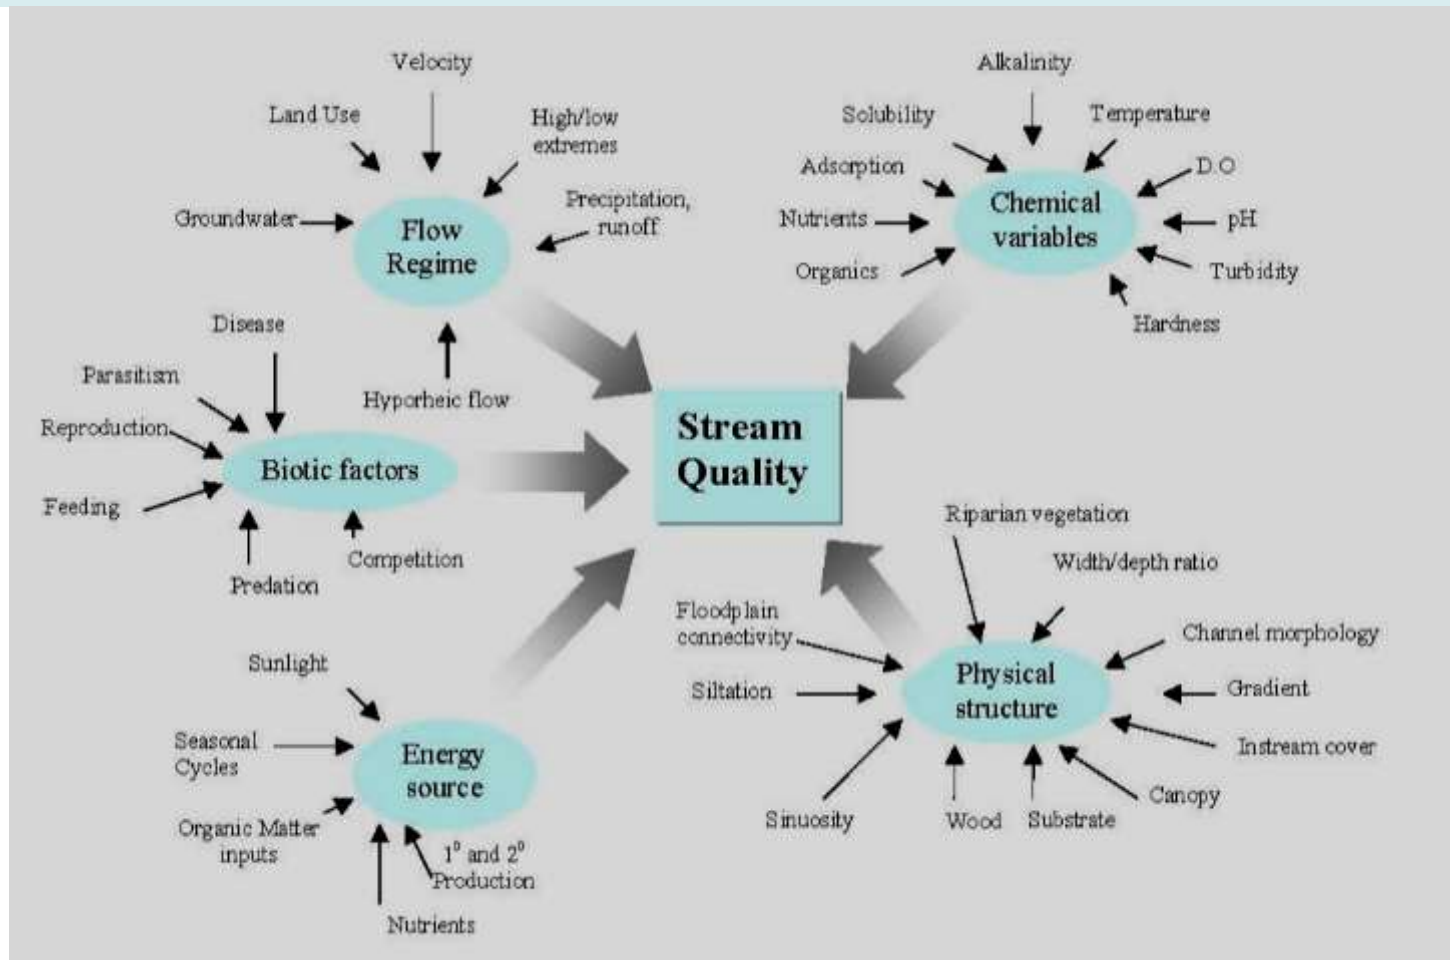 Velocity
Land Use
High/low
extremes
Groundwater
Precipitation,
runoff
Flow
Regime
Hyporheic flow
Alkalinity
Solubility
Temperature
Adsorption
D.O
Nutrients
pH
Organics
Turbidity
Hardness
Chemical
variables
Disease
Parasitism
Reproduction
Feeding
Predation
Competition
Biotic factors
Stream
Quality
Riparian vegetation
Width/depth ratio
Floodplain
connectivity
Channel morphology
Siltation
Gradient
Instream cover
Sinuosity
Wood
Substrate
Canopy
Physical
structure
Sunlight
Seasonal
Cycles
Organic Matter
inputs
1⁰ and 2⁰
Production
Nutrients
Energy
source